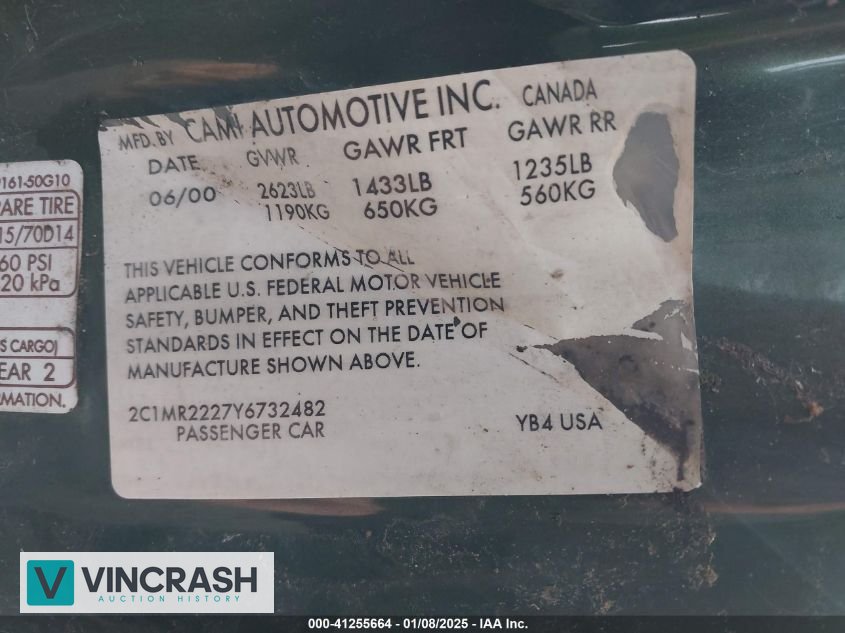 MFD. BY CAMI AUTOMOTIVE INC. CANADA
DATE GVWR GAWR FRT GAWR RR
06/00 2623LB 1433LB 1235LB
1190KG 650KG 560KG
THIS VEHICLE CONFORMS TO ALL
APPLICABLE U.S. FEDERAL MOTOR VEHICLE
SAFETY, BUMPER, AND THEFT PREVENTION
STANDARDS IN EFFECT ON THE DATE OF
MANUFACTURE SHOWN ABOVE.
2C1MR2227Y6732482
PASSENGER CAR YB4 USA
161-50G10
TIRE
15/70D14
60 PSI
20 kPa
CARGO)
2
VINCRASH
AUCTION HISTORY
000-41255664 - 01/08/2025 - IAA Inc.